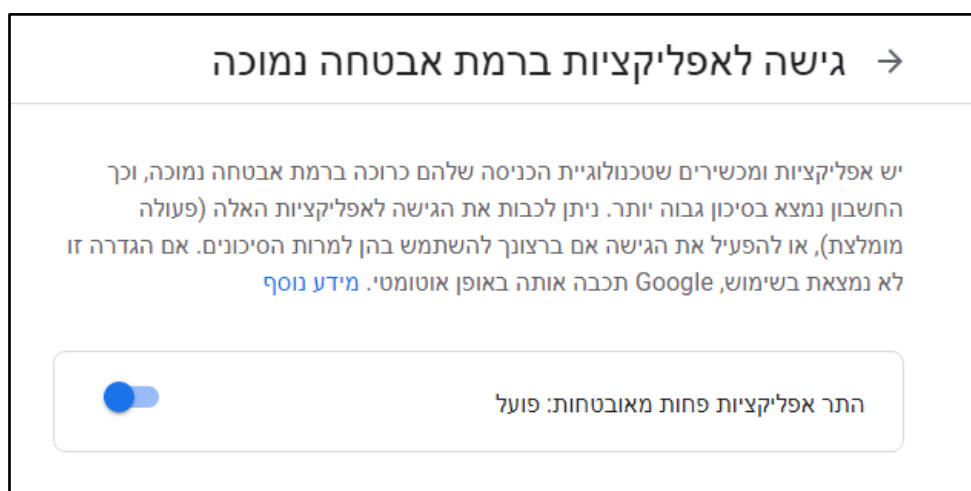 גישה לאפליקציות ברמת אבטחה נמוכה
יש אפליקציות ומכשירים שטכנולוגיית הכניסה שלהם כרוכה ברמת אבטחה נמוכה, וכך
החשבון נמצא בסיכון גבוה יותר. ניתן לכבות את הגישה לאפליקציות האלה (פעולה
מומלצת), או להפעיל את הגישה אם ברצונך להשתמש בהן למרות הסיכונים. אם הגדרה זו
לא נמצאת בשימוש, Google תכבה אותה באופן אוטומטי. מידע נוסף
התר אפליקציות פחות מאובטחות: פועל